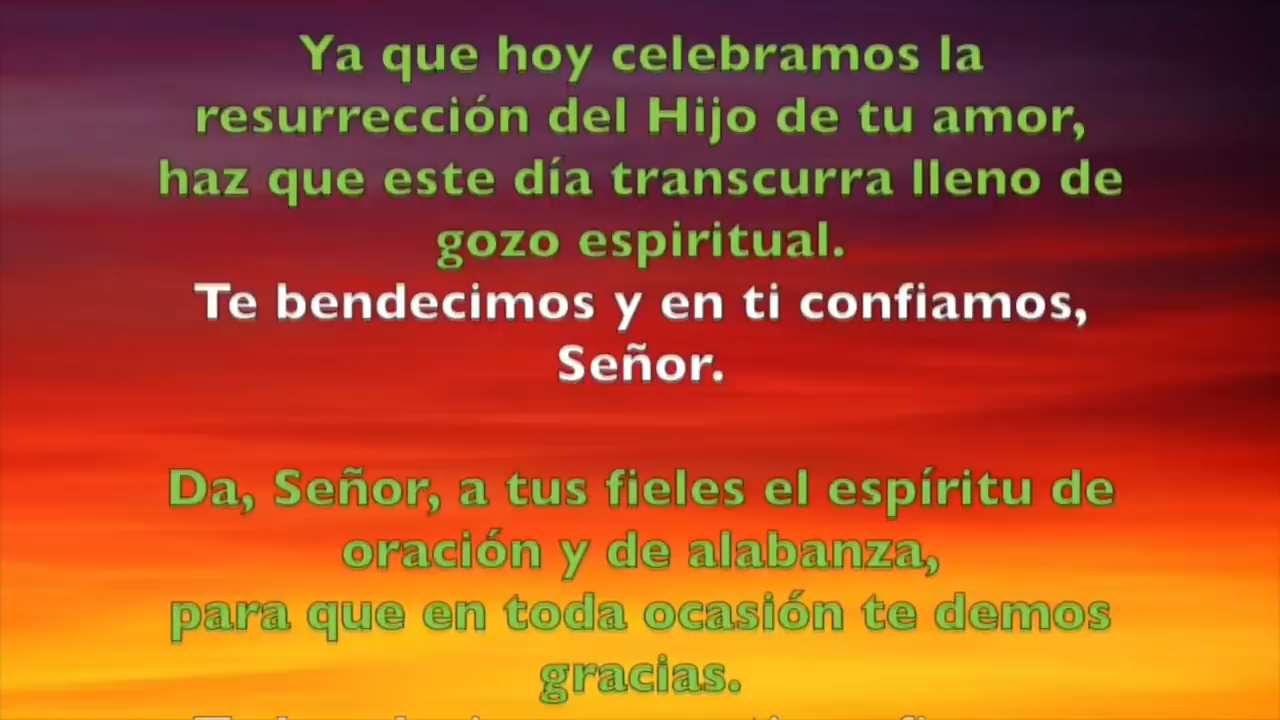 Ya que hoy celebramos la
resurrección del Hijo de tu amor,
haz que este día transcurra lleno de
gozo espiritual.
Te bendecimos y en ti confiamos,
Señor.
Da, Señor, a tus fieles el espíritu de
oración y de alabanza,
para que en toda ocasión te demos
gracias.